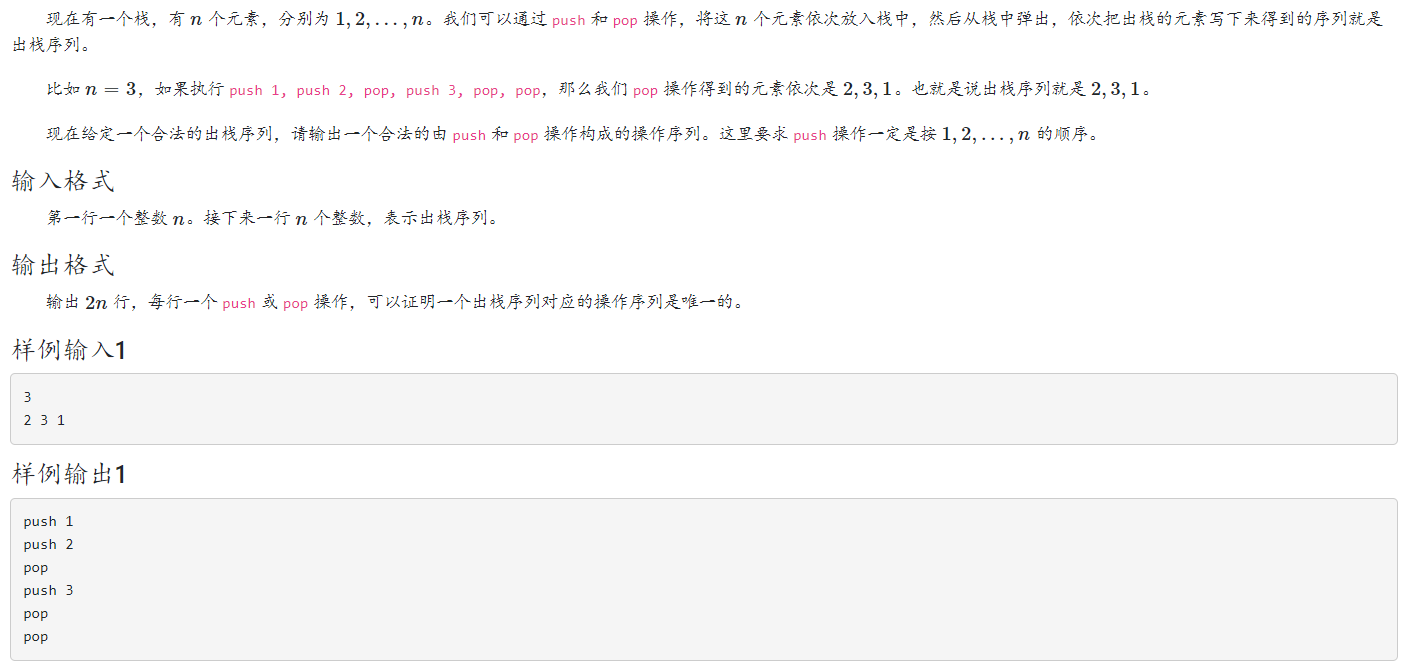 现在有一个栈，有 n 个元素，分别为 1, 2, . . . , n。我们可以通过 push 和 pop 操作，将这 n 个元素依次放入栈中，然后从栈中弹出，依次把出栈的元素写下来得到的序列就是
出栈序列。
比如 n = 3，如果执行 push 1, push 2, pop, push 3, pop, pop，那么我们 pop 操作得到的元素依次是 2, 3, 1。也就是说出栈序列就是 2, 3, 1。
现在给定一个合法的出栈序列，请输出一个合法的由 push 和 pop 操作构成的操作序列。这里要求 push 操作一定是按 1, 2, . . . , n 的顺序。
输入格式
第一行一个整数 n。接下来一行 n 个整数，表示出栈序列。
输出格式
输出 2n 行，每行一个 push 或 pop 操作，可以证明一个出栈序列对应的操作序列是唯一的。
样例输入1
3
2 3 1
样例输出1
push 1
push 2
pop
push 3
pop
pop